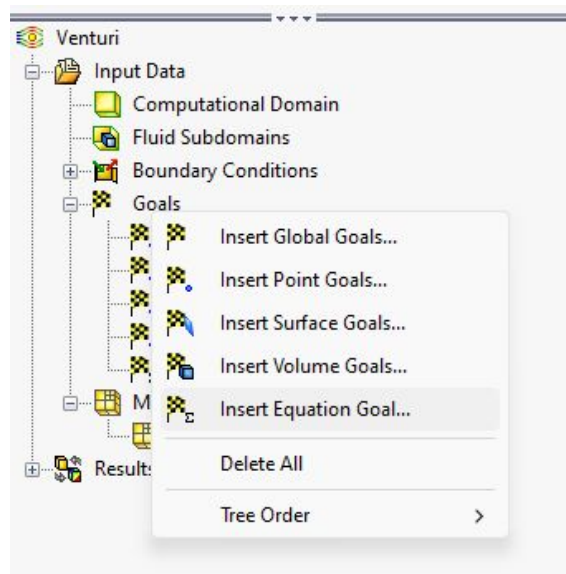 Venturi
Input Data
Computational Domain
Fluid Subdomains
Boundary Conditions
Goals
Insert Global Goals...
Insert Point Goals...
Insert Surface Goals...
Insert Volume Goals...
M
Insert Equation Goal...
Results
Delete All
Tree Order